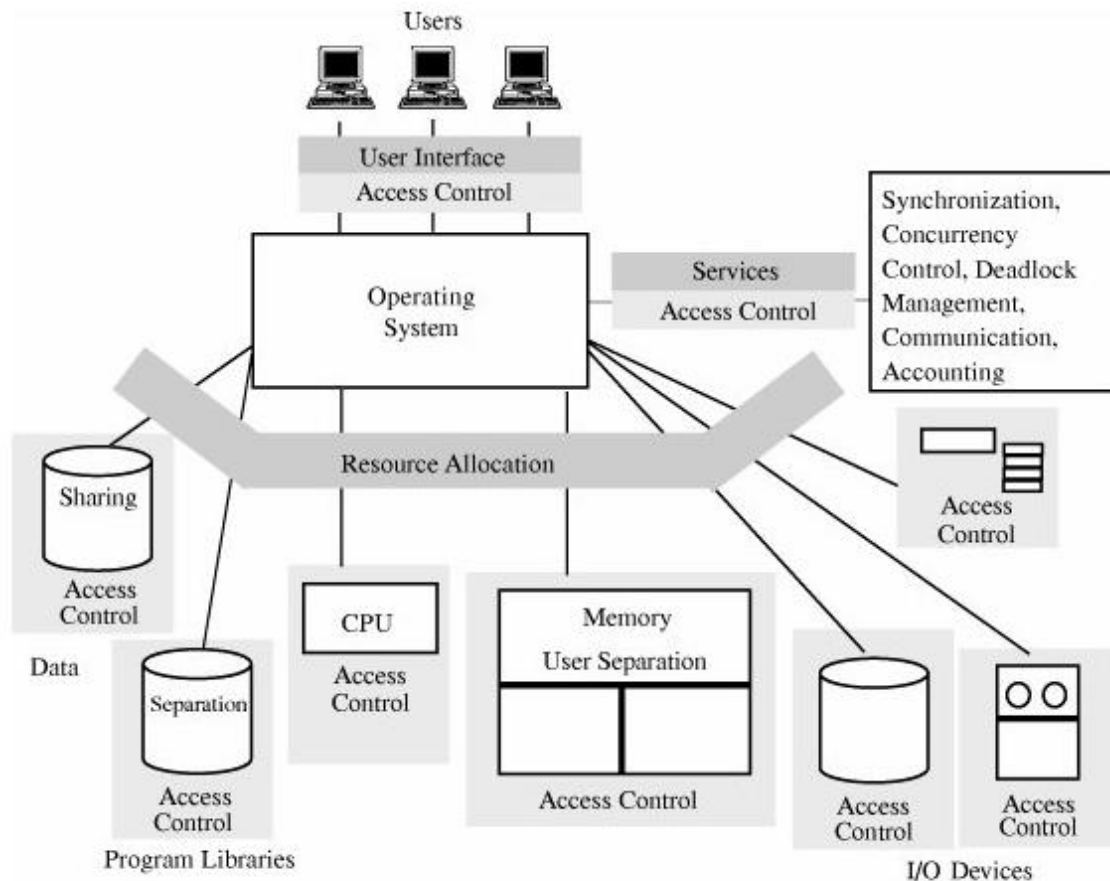 Users
User Interface
Access Control
Operating
System
Services
Access Control
Synchronization,
Concurrency
Control, Deadlock
Management,
Communication,
Accounting
Resource Allocation
Sharing
Access
Control
Data
Separation
Access
Control
Program Libraries
CPU
Access
Control
Memory
User Separation
Access Control
Access
Control
Access
Control
Access
Control
I/O Devices